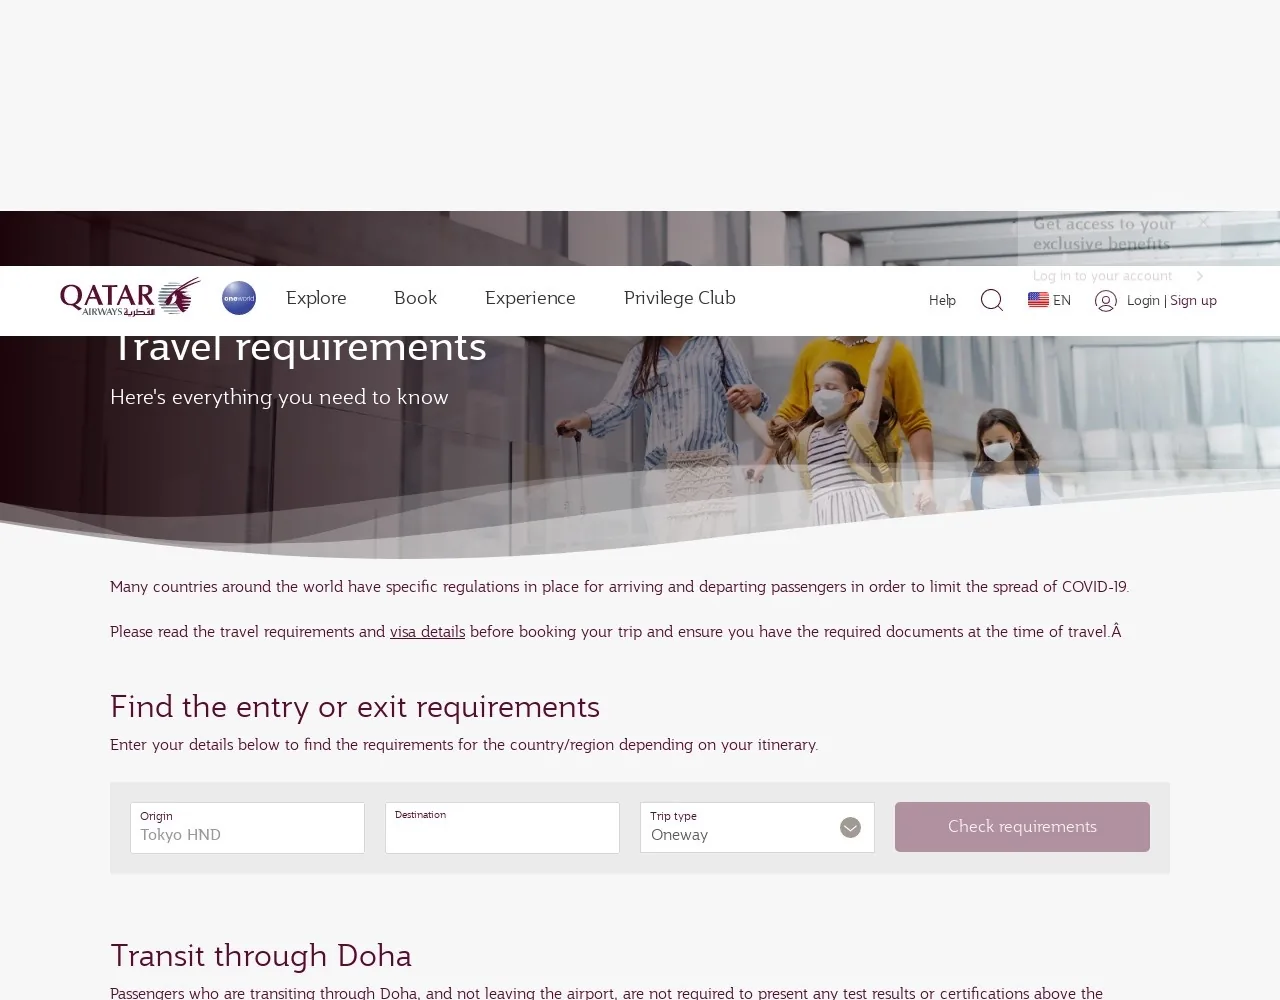 Get access to your
exclusive benefits
Log in to your account
QATAR
AIRWAYS القطرية
oneworld
Explore
Book
Experience
Privilege Club
Help
EN
Login | Sign up
Travel requirements
Here's everything you need to know
Many countries around the world have specific regulations in place for arriving and departing passengers in order to limit the spread of COVID-19.
Please read the travel requirements and visa details before booking your trip and ensure you have the required documents at the time of travel.Â
Find the entry or exit requirements
Enter your details below to find the requirements for the country/region depending on your itinerary.
Origin
Tokyo HND
Destination
Trip type
Oneway
Check requirements
Transit through Doha
Passengers who are transiting through Doha, and not leaving the airport, are not required to present any test results or certifications above the